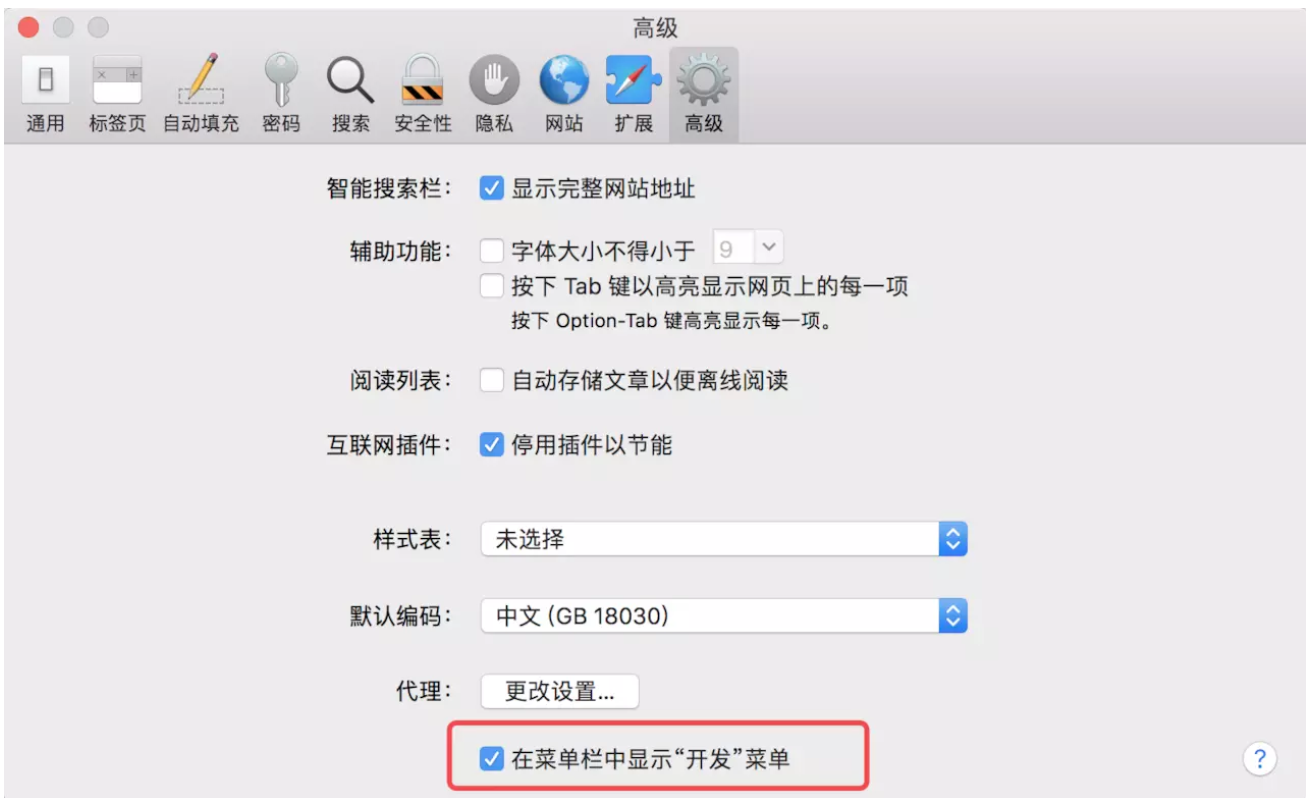 高级
通用 标签页 自动填充 密码 搜索 安全性 隐私 网站 扩展 高级
智能搜索栏： 显示完整网站地址
辅助功能： 字体大小不得小于 9
按下 Tab 键以高亮显示网页上的每一项
按下 Option-Tab 键高亮显示每一项。
阅读列表： 自动存储文章以便离线阅读
互联网插件： 停用插件以节能
样式表： 未选择
默认编码： 中文 (GB 18030)
代理： 更改设置...
在菜单栏中显示“开发”菜单
?